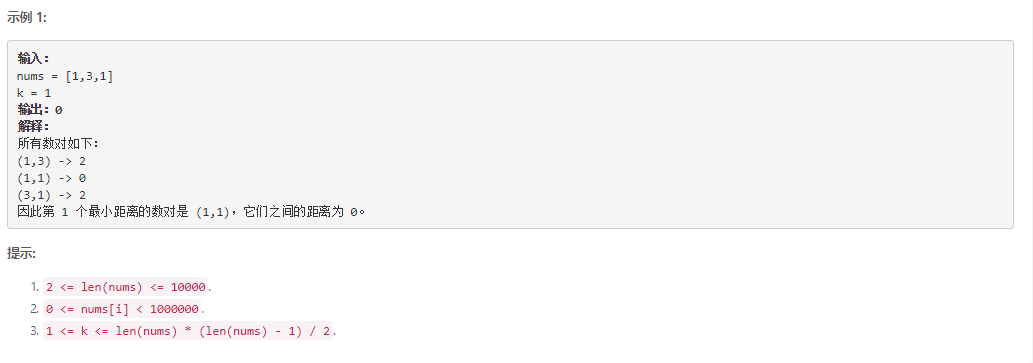 示例 1:
输入：
nums = [1,3,1]
k = 1
输出：0
解释：
所有数对如下：
(1,3) -> 2
(1,1) -> 0
(3,1) -> 2
因此第 1 个最小距离的数对是 (1,1)，它们之间的距离为 0。
提示:
1. 2 <= len(nums) <= 10000.
2. 0 <= nums[i] < 1000000.
3. 1 <= k <= len(nums) * (len(nums) - 1) / 2.